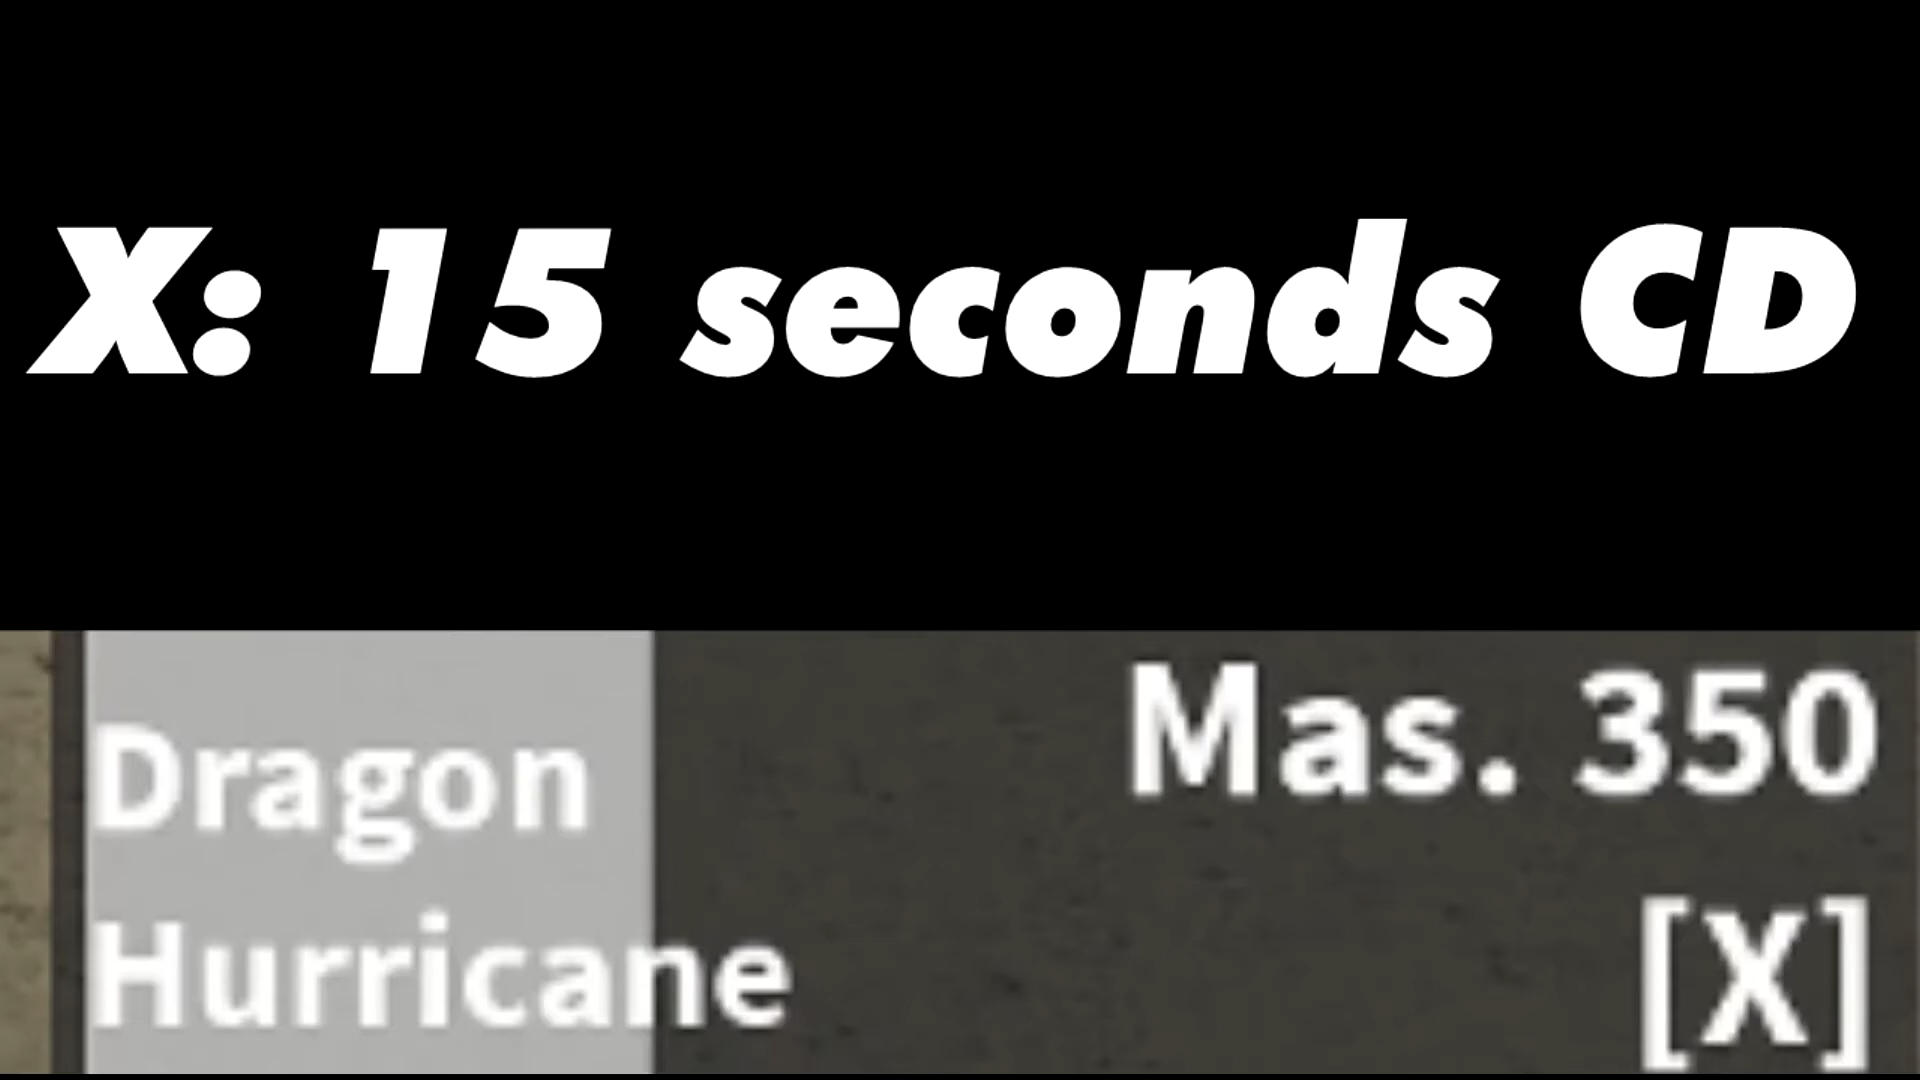 X: 15 seconds CD
Mas. 350
Dragon
Hurricane
[X]